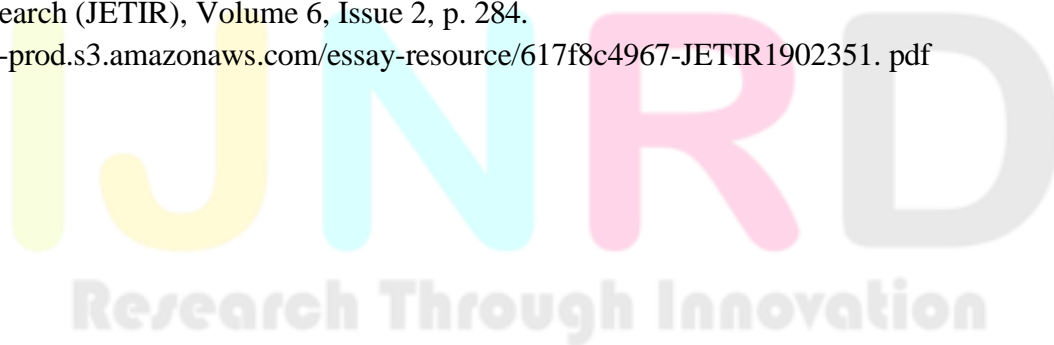 earch (JETIR), Volume 6, Issue 2, p. 284.
-prod.s3.amazonaws.com/essay-resource/617f8c4967-JETIR1902351. pdf
IJNRD
Research Through Innovation